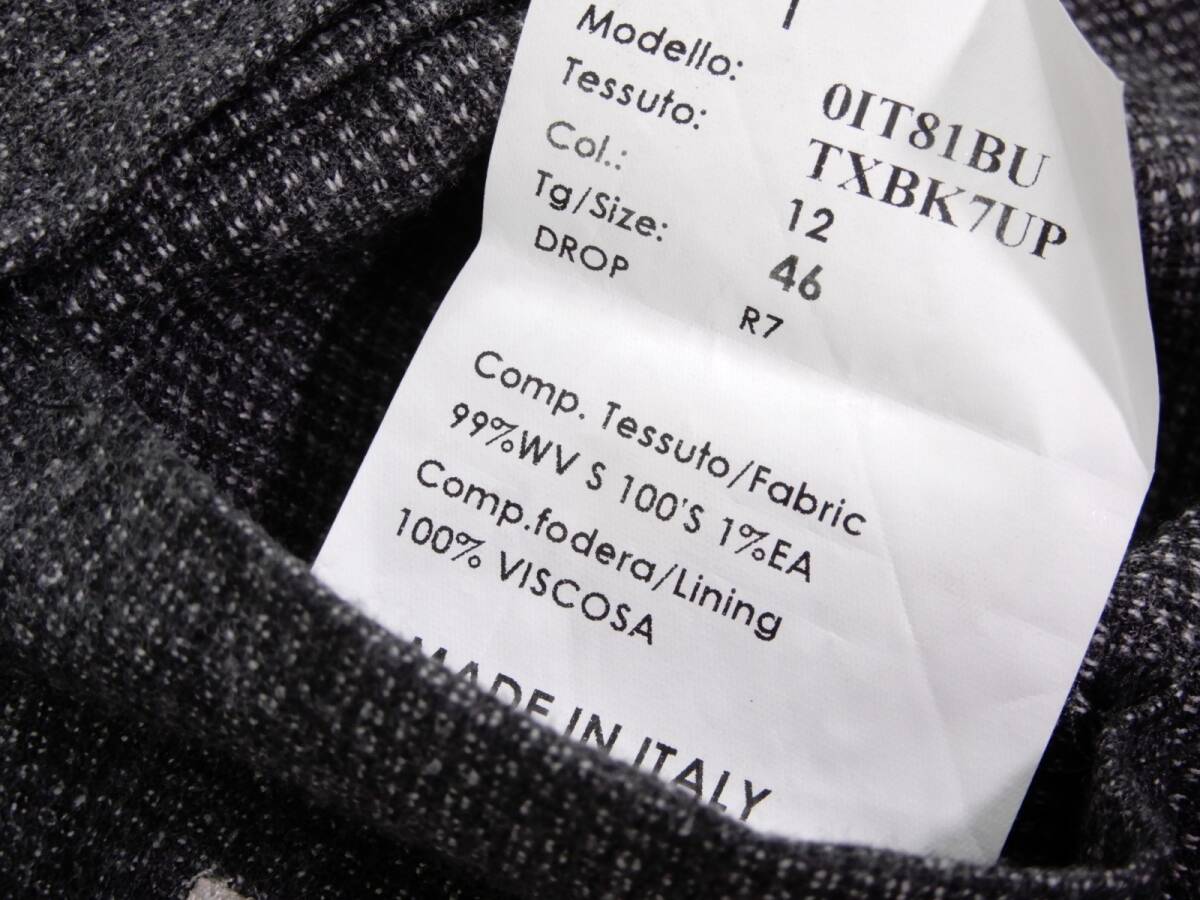 Modello: 0IT81BU
Tessuto: TXBK7UP
Col.: 12
Tg/Size: 46
DROP R7
Comp. Tessuto/Fabric
99%WV S 100'S 1%EA
Comp.fodera/Lining
100% VISCOSA
MADE IN ITALY